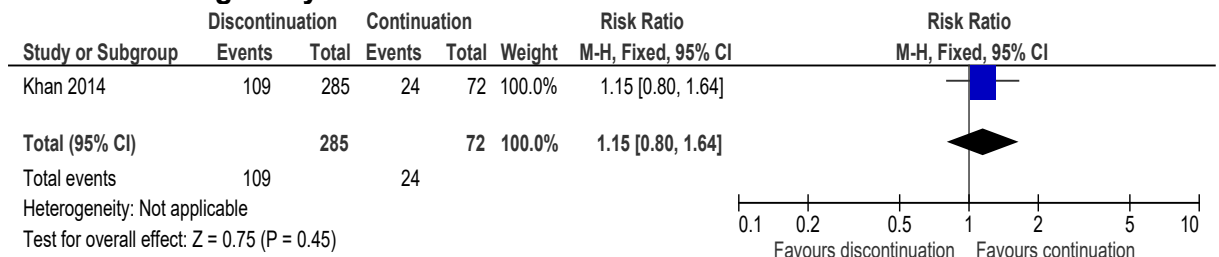 Discontinuation Continuation Risk Ratio Risk Ratio
Study or Subgroup Events Total Events Total Weight M-H, Fixed, 95% CI M-H, Fixed, 95% CI
Khan 2014 109 285 24 72 100.0% 1.15 [0.80, 1.64]
Total (95% CI) 285 72 100.0% 1.15 [0.80, 1.64]
Total events 109 24
Heterogeneity: Not applicable
Test for overall effect: Z = 0.75 (P = 0.45)
0.1 0.2 0.5 1 2 5 10
Favours discontinuation Favours continuation